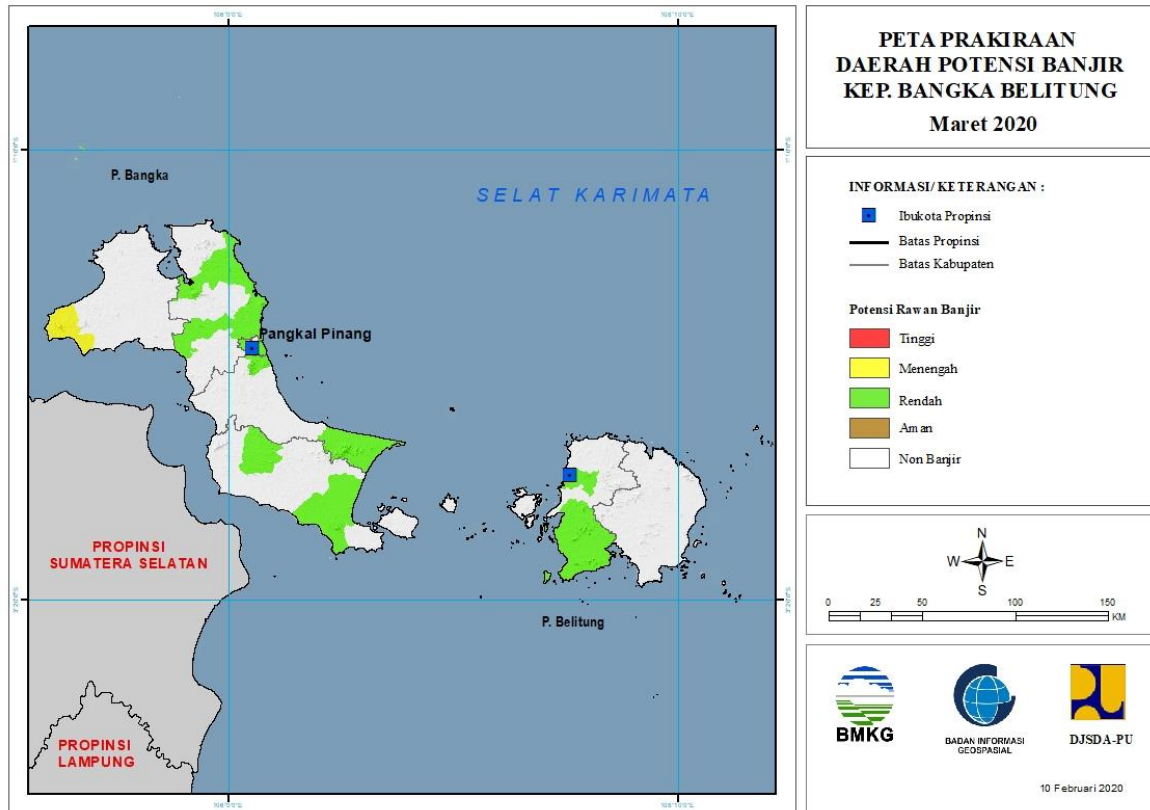 PETA PRAKIRAAN
DAERAH POTENSI BANJIR
KEP. BANGKA BELITUNG
Maret 2020
P. Bangka
SELAT KARIMATA
Pangkal Pinang
PROPINSI
SUMATERA SELATAN
P. Belitung
PROPINSI
LAMPUNG
INFORMASI/ KETERANGAN :
Ibukota Propinsi
Batas Propinsi
Batas Kabupaten
Potensi Rawan Banjir
Tinggi
Menengah
Rendah
Aman
Non Banjir
N
W E
S
0 25 50 100 150
KM
BMKG
BADAN INFORMASI
GEOSPASIAL
DJSDA-PU
10 Februari 2020